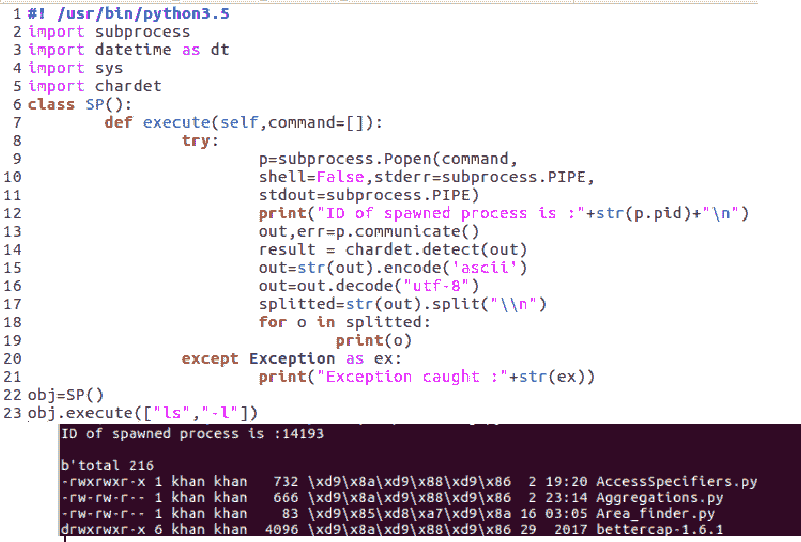 1 #! /usr/bin/python3.5
2 import subprocess
3 import datetime as dt
4 import sys
5 import chardet
6 class SP():
7 def execute(self,command=[]):
8 try:
9 p=subprocess.Popen(command,
10 shell=False,stderr=subprocess.PIPE,
11 stdout=subprocess.PIPE)
12 print("ID of spawned process is :"+str(p.pid)+"\n")
13 out,err=p.communicate()
14 result = chardet.detect(out)
15 out=str(out).encode('ascii')
16 out=out.decode("utf-8")
17 splitted=str(out).split("\\n")
18 for o in splitted:
19 print(o)
20 except Exception as ex:
21 print("Exception caught :"+str(ex))
22 obj=SP()
23 obj.execute(["ls","-l"])
ID of spawned process is :14193
b'total 216
-rwxrwxr-x 1 khan khan 732 \xd9\x8a\xd9\x88\xd9\x86 2 19:20 AccessSpecifiers.py
-rw-rw-r-- 1 khan khan 666 \xd9\x8a\xd9\x88\xd9\x86 2 23:14 Aggregations.py
-rw-rw-r-- 1 khan khan 83 \xd9\x85\xd8\xa7\xd9\x8a 16 03:05 Area_finder.py
drwxrwxr-x 6 khan khan 4096 \xd9\x8a\xd9\x88\xd9\x86 29 2017 bettercap-1.6.1